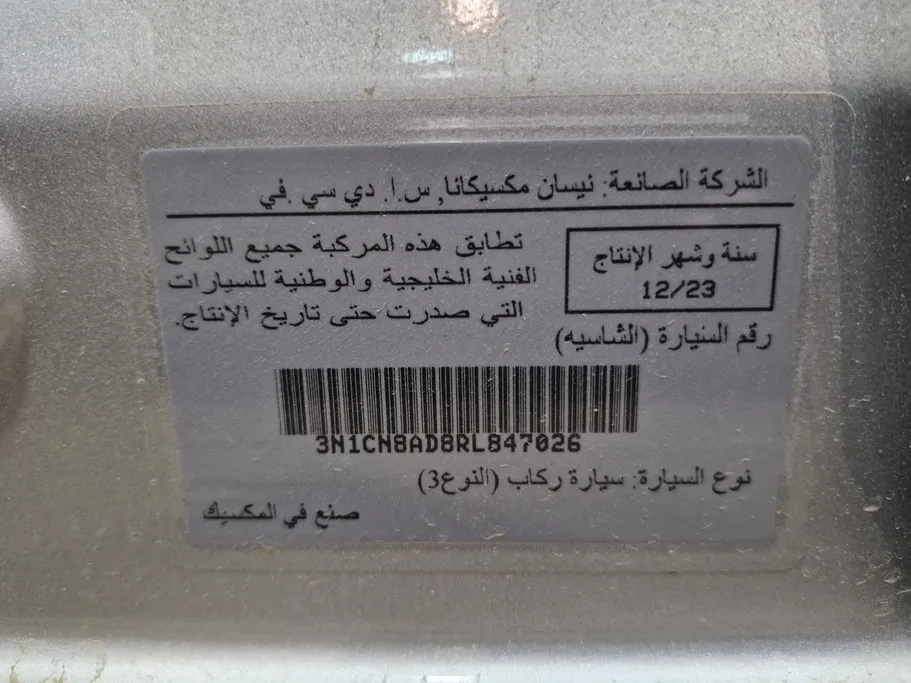 الشركة الصانعة: نيسان مكسيكانا, س.ا. دي سي .في
سنة وشهر الإنتاج
12/23
تطابق هذه المركبة جميع اللوائح
الفنية الخليجية والوطنية للسيارات
التي صدرت حتى تاريخ الإنتاج.
رقم السيارة (الشاسيه)
3N1CN8AD8RL847026
نوع السيارة: سيارة ركاب (النوع3)
صنع في المكسيك